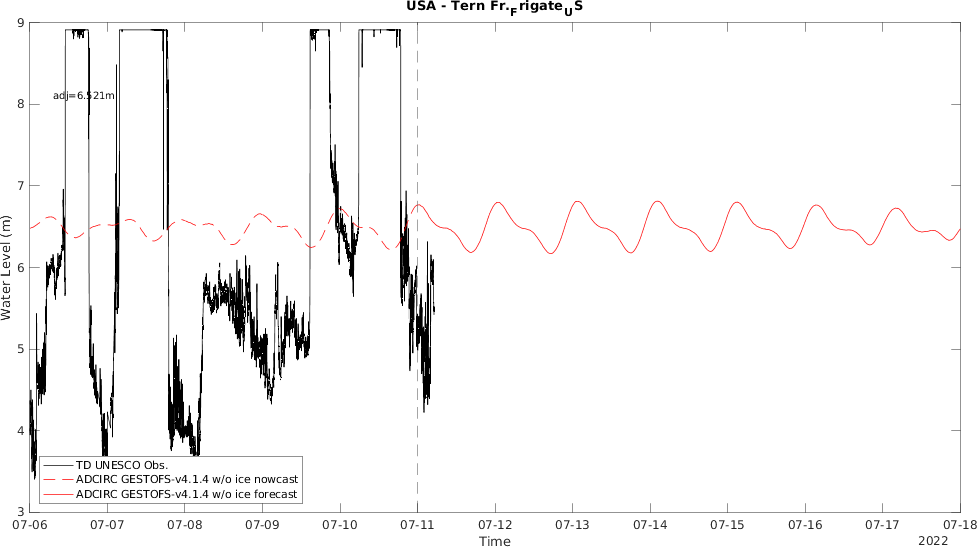 USA - Tern Fr.FrigateUS
9
8
7
6
5
4
3
Water Level (m)
adj=6.521m
TD UNESCO Obs.
ADCIRC GESTOFS-v4.1.4 w/o ice nowcast
ADCIRC GESTOFS-v4.1.4 w/o ice forecast
07-06 07-07 07-08 07-09 07-10 07-11 07-12 07-13 07-14 07-15 07-16 07-17 07-18
Time
2022